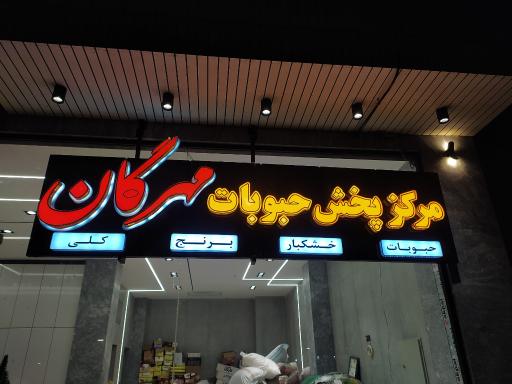 مرکز پخش حبوبات مهرگان
حبوبات خشکبار برنج کلی